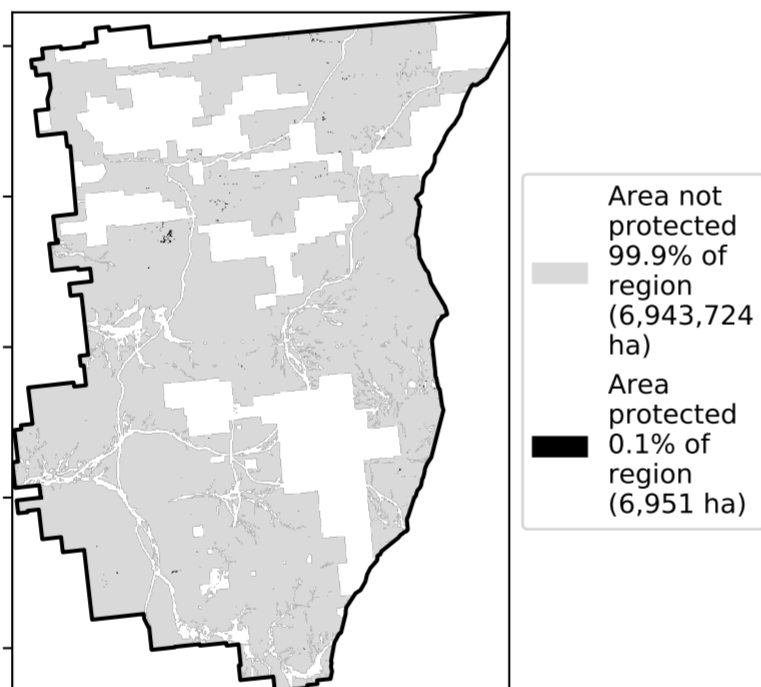 Area not
protected
99.9% of
region
(6,943,724
ha)
Area
protected
0.1% of
region
(6,951 ha)